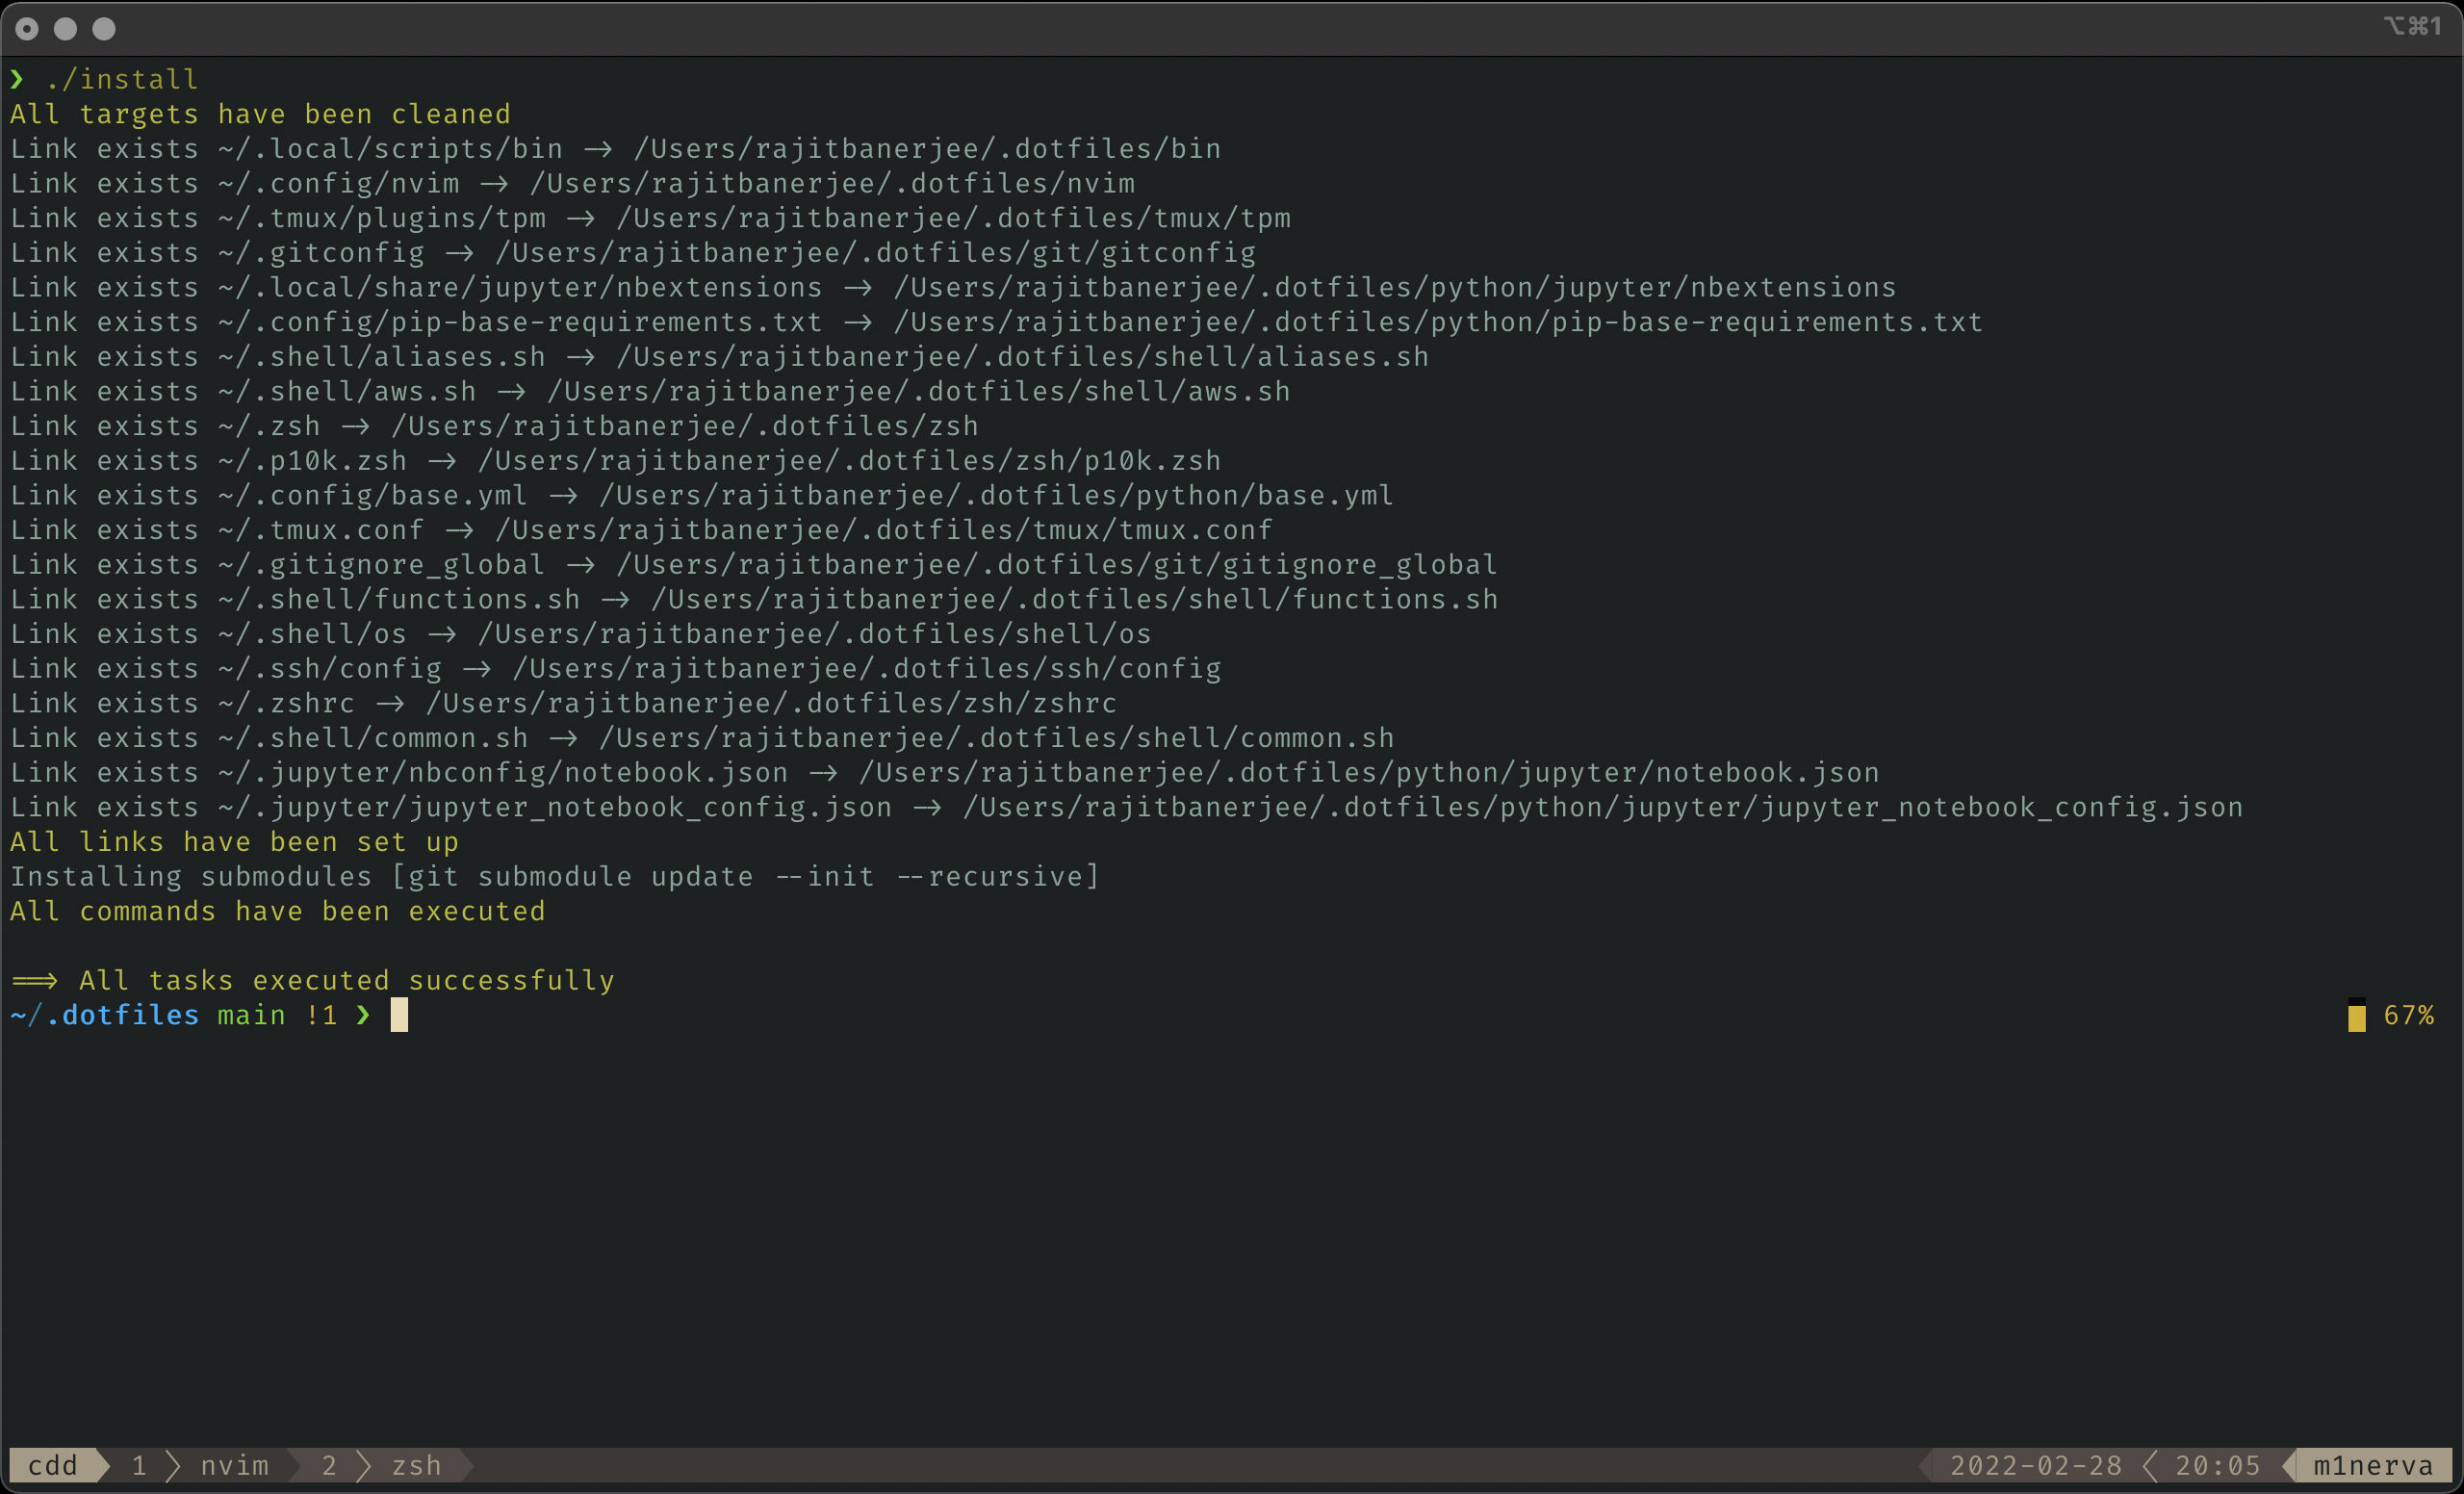 ⌥⌘1
❯ ./install
All targets have been cleaned
Link exists ~/.local/scripts/bin -> /Users/rajitbanerjee/.dotfiles/bin
Link exists ~/.config/nvim -> /Users/rajitbanerjee/.dotfiles/nvim
Link exists ~/.tmux/plugins/tpm -> /Users/rajitbanerjee/.dotfiles/tmux/tpm
Link exists ~/.gitconfig -> /Users/rajitbanerjee/.dotfiles/git/gitconfig
Link exists ~/.local/share/jupyter/nbextensions -> /Users/rajitbanerjee/.dotfiles/python/jupyter/nbextensions
Link exists ~/.config/pip-base-requirements.txt -> /Users/rajitbanerjee/.dotfiles/python/pip-base-requirements.txt
Link exists ~/.shell/aliases.sh -> /Users/rajitbanerjee/.dotfiles/shell/aliases.sh
Link exists ~/.shell/aws.sh -> /Users/rajitbanerjee/.dotfiles/shell/aws.sh
Link exists ~/.zsh -> /Users/rajitbanerjee/.dotfiles/zsh
Link exists ~/.p10k.zsh -> /Users/rajitbanerjee/.dotfiles/zsh/p10k.zsh
Link exists ~/.config/base.yml -> /Users/rajitbanerjee/.dotfiles/python/base.yml
Link exists ~/.tmux.conf -> /Users/rajitbanerjee/.dotfiles/tmux/tmux.conf
Link exists ~/.gitignore_global -> /Users/rajitbanerjee/.dotfiles/git/gitignore_global
Link exists ~/.shell/functions.sh -> /Users/rajitbanerjee/.dotfiles/shell/functions.sh
Link exists ~/.shell/os -> /Users/rajitbanerjee/.dotfiles/shell/os
Link exists ~/.ssh/config -> /Users/rajitbanerjee/.dotfiles/ssh/config
Link exists ~/.zshrc -> /Users/rajitbanerjee/.dotfiles/zsh/zshrc
Link exists ~/.shell/common.sh -> /Users/rajitbanerjee/.dotfiles/shell/common.sh
Link exists ~/.jupyter/nbconfig/notebook.json -> /Users/rajitbanerjee/.dotfiles/python/jupyter/notebook.json
Link exists ~/.jupyter/jupyter_notebook_config.json -> /Users/rajitbanerjee/.dotfiles/python/jupyter/jupyter_notebook_config.json
All links have been set up
Installing submodules [git submodule update --init --recursive]
All commands have been executed
==> All tasks executed successfully
~/.dotfiles main !1 ❯ 67%
cdd 1 nvim 2 zsh 2022-02-28 20:05 m1nerva